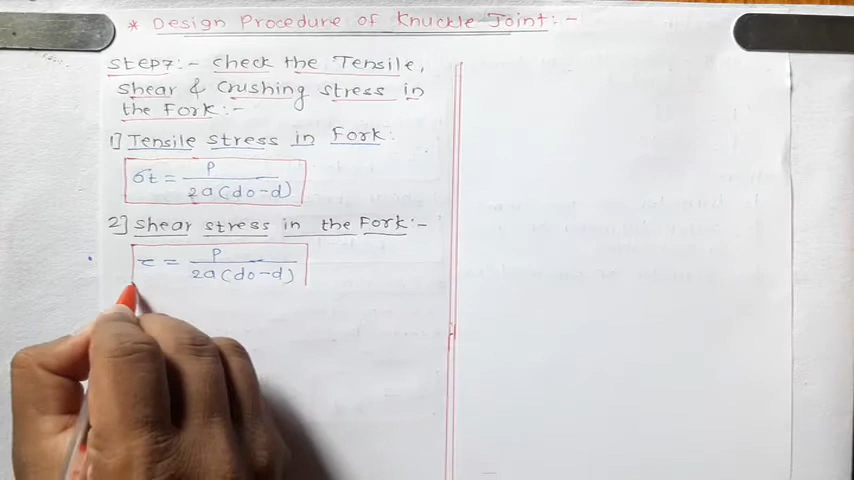 * Design Procedure of Knuckle Joint:-
Step7:- Check the Tensile,
Shear & Crushing stress in
the Fork:-
1] Tensile stress in Fork:
σt = P / 2a(do-d)
2] Shear stress in the Fork:-
τ = P / 2a(do-d)